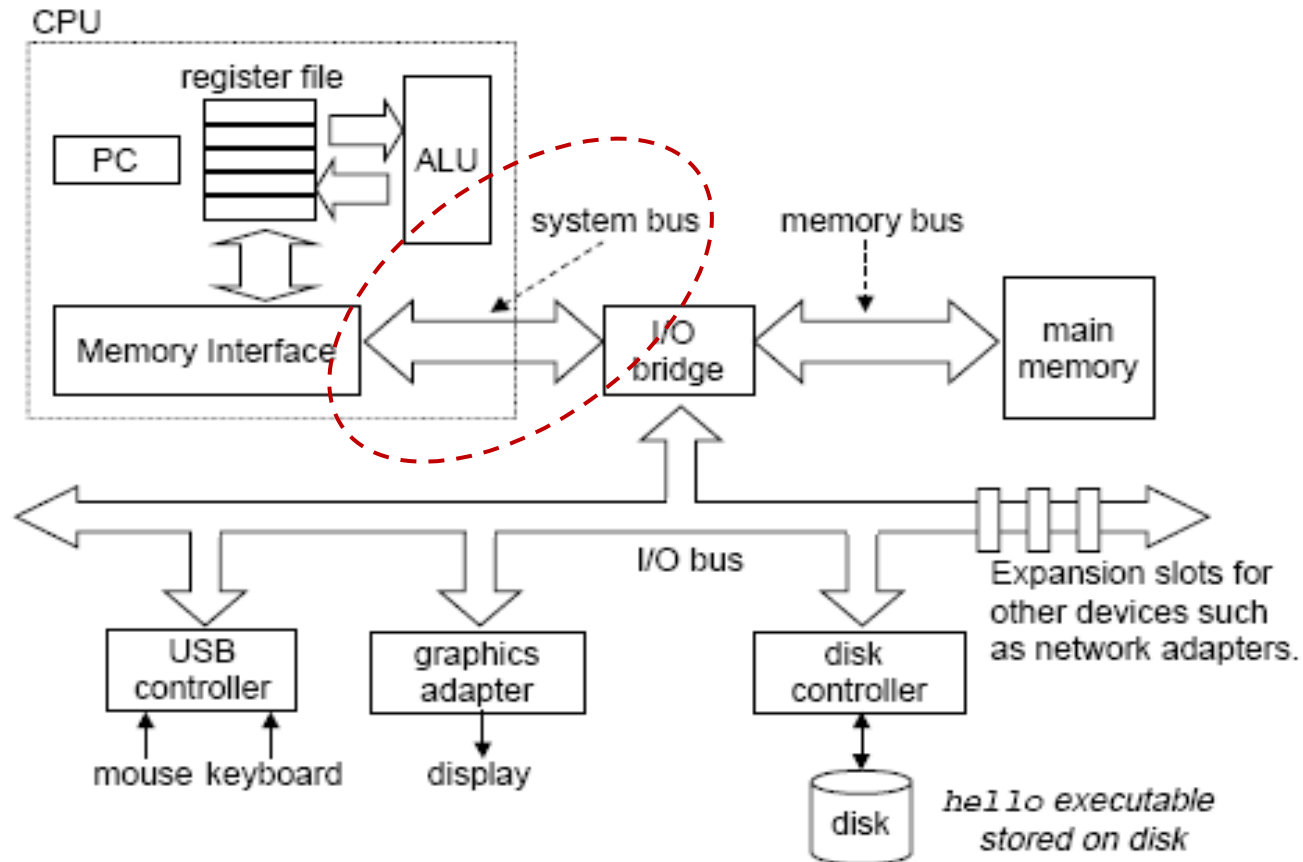 CPU
register file
PC
ALU
system bus
memory bus
Memory Interface
I/O
bridge
main
memory
I/O bus
Expansion slots for
other devices such
as network adapters.
USB
controller
graphics
adapter
disk
controller
mouse
keyboard
display
disk
hello executable
stored on disk